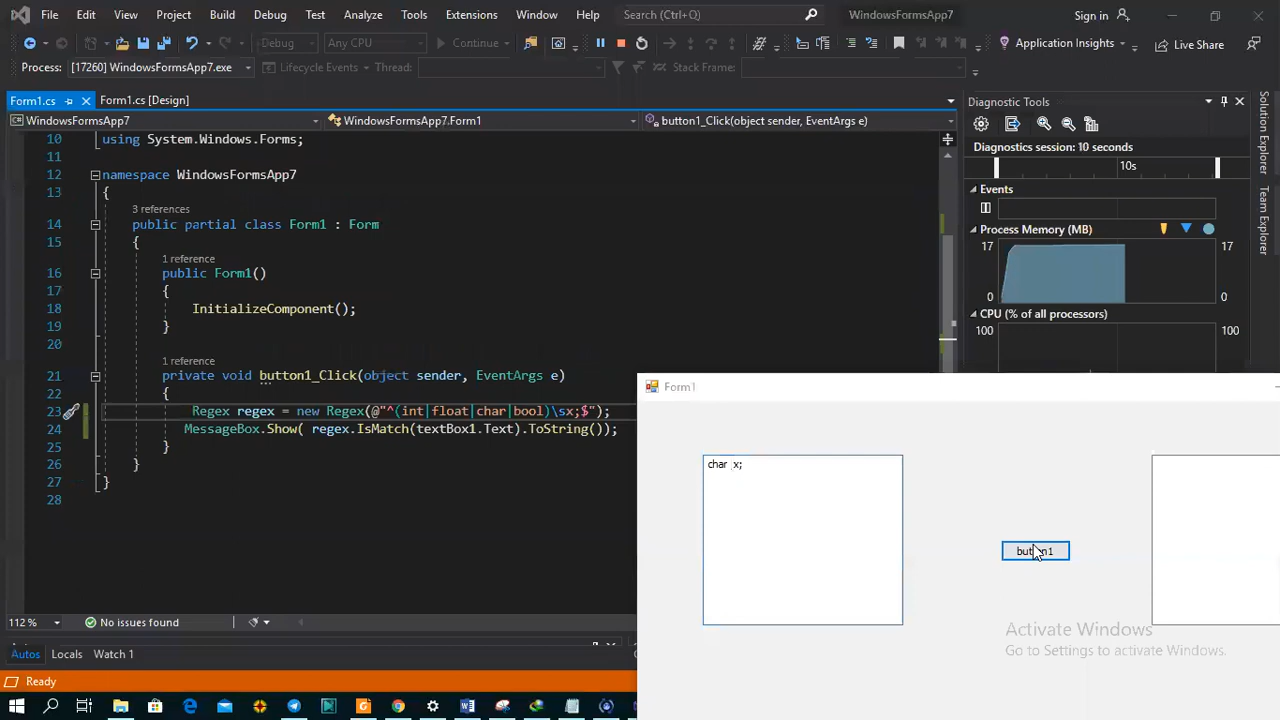 File Edit View Project Build Debug Test Analyze Tools Extensions Window Help Search (Ctrl+Q) WindowsFormsApp7 Sign in
Debug Any CPU Continue Application Insights Live Share
Process: [17260] WindowsFormsApp7.exe Lifecycle Events Thread: Stack Frame:
Form1.cs Form1.cs [Design]
WindowsFormsApp7 WindowsFormsApp7.Form1 button1_Click(object sender, EventArgs e)
10 using System.Windows.Forms;
11
12 namespace WindowsFormsApp7
13 {
3 references
14 public partial class Form1 : Form
15 {
1 reference
16 public Form1()
17 {
18 InitializeComponent();
19 }
20
1 reference
21 private void button1_Click(object sender, EventArgs e)
22 {
23 Regex regex = new Regex(@"^(int|float|char|bool)\sx;$");
24 MessageBox.Show( regex.IsMatch(textBox1.Text).ToString());
25 }
26 }
27 }
28
112 % No issues found
Autos Locals Watch 1
Ready
Diagnostic Tools
Diagnostics session: 10 seconds
10s
Events
Process Memory (MB)
17 17
0 0
CPU (% of all processors)
100 100
Solution Explorer
Team Explorer
Form1
char x;
button1
Activate Windows
Go to Settings to activate Windows.